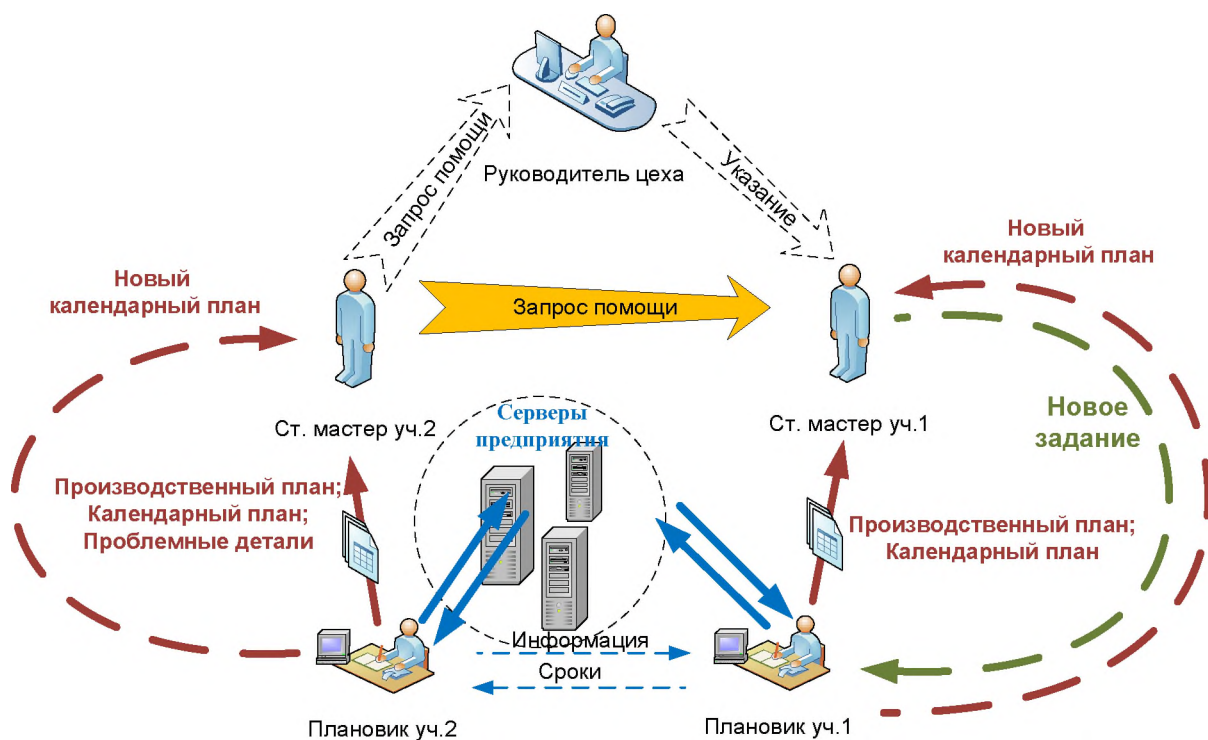 Руководитель цеха
Запрос помощи
Указание
Новый
календарный план
Новый
календарный план
Запрос помощи
Ст. мастер уч.2
Ст. мастер уч.1
Серверы
предприятия
Новое
задание
Производственный план;
Календарный план;
Проблемные детали
Производственный план;
Календарный план
Информация
Сроки
Плановик уч.2
Плановик уч.1